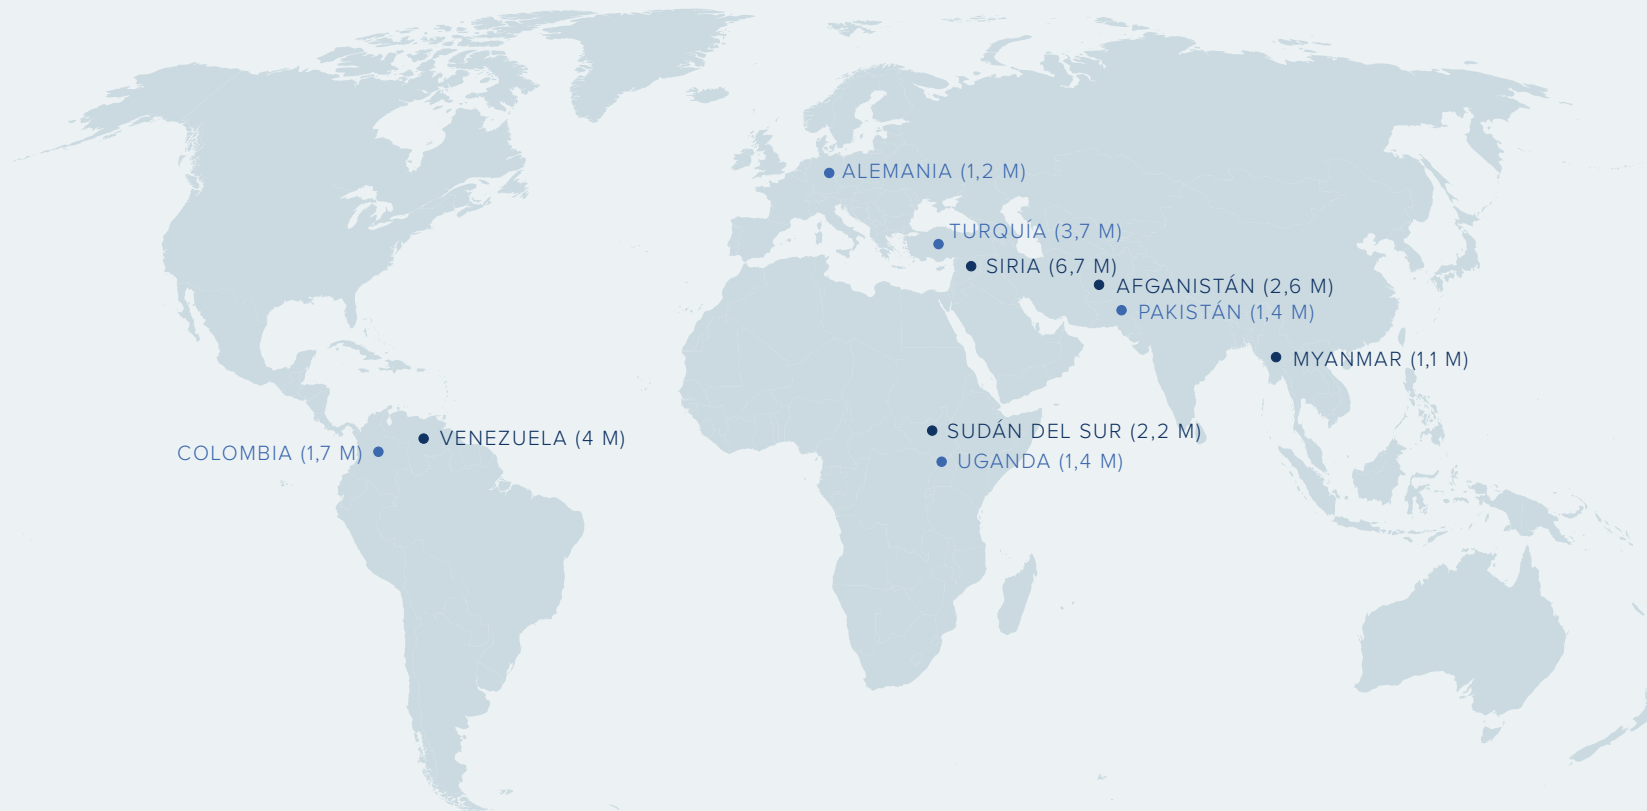 ALEMANIA (1,2 M)
TURQUÍA (3,7 M)
SIRIA (6,7 M)
AFGANISTÁN (2,6 M)
PAKISTÁN (1,4 M)
MYANMAR (1,1 M)
SUDÁN DEL SUR (2,2 M)
VENEZUELA (4 M)
COLOMBIA (1,7 M)
UGANDA (1,4 M)